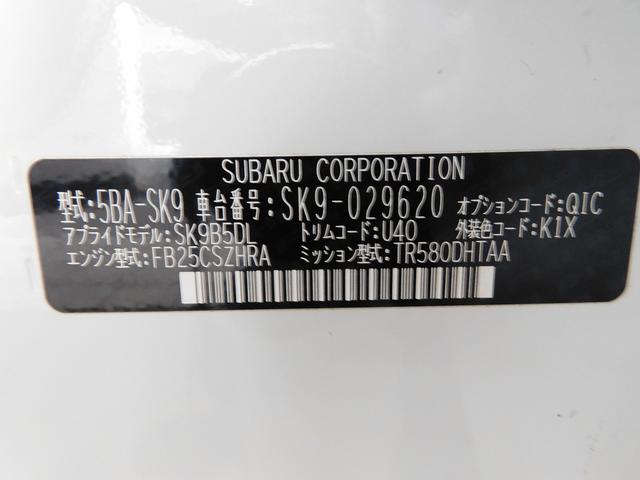 SUBARU CORPORATION
型式:5BA-SK9 車台番号:SK9-029620 オプションコード:QIC
アプライドモデル:SK9B5DL トリムコード:U40 外装色コード:K1X
エンジン型式:FB25CSZHRA ミッション型式:TR580DHTAA